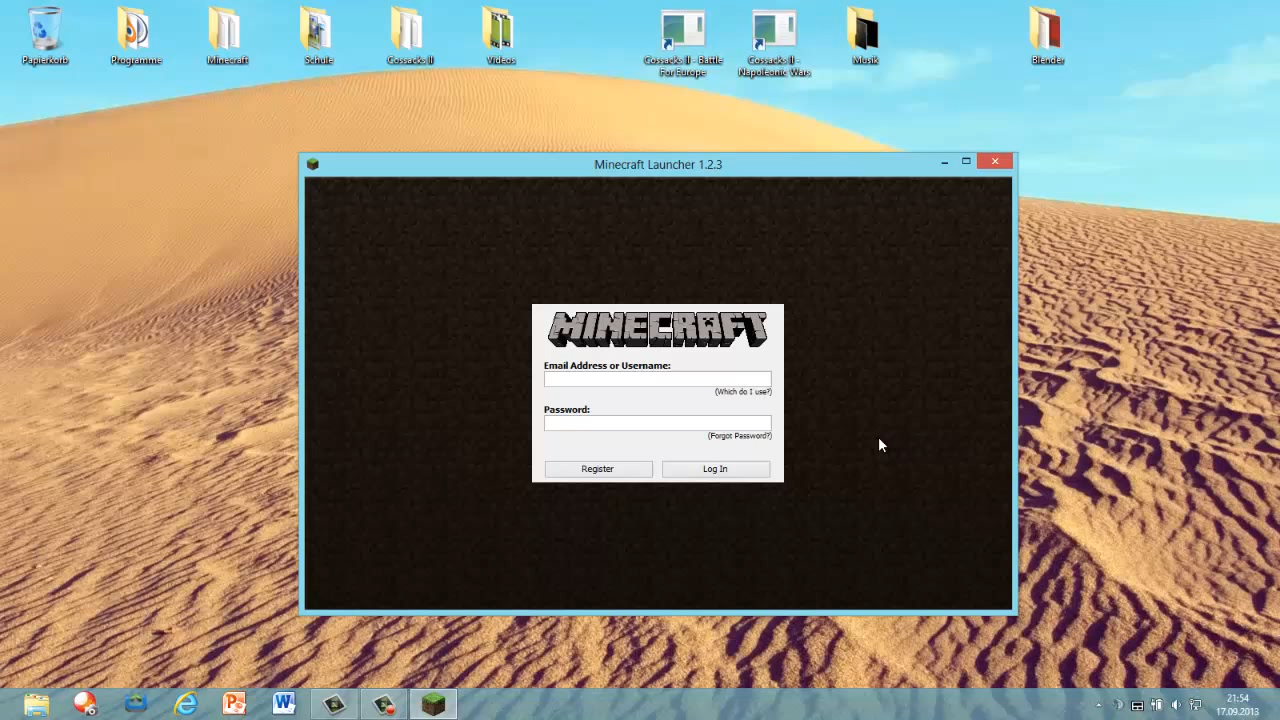 Papierkorb
Programme
Minecraft
Schule
Cossacks II
Videos
Cossacks II - Battle
For Europe
Cossacks II -
Napoleonic Wars
Musik
Blender
Minecraft Launcher 1.2.3
MINECRAFT
Email Address or Username:
(Which do I use?)
Password:
(Forgot Password?)
Register
Log In
21:54
17.09.2013